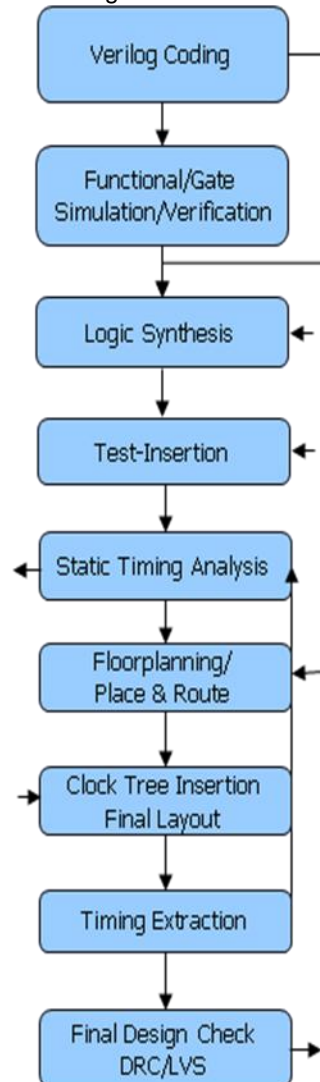 Verilog Coding
Functional/Gate
Simulation/Verification
Logic Synthesis
Test-Insertion
Static Timing Analysis
Floorplanning/
Place & Route
Clock Tree Insertion
Final Layout
Timing Extraction
Final Design Check
DRC/LVS